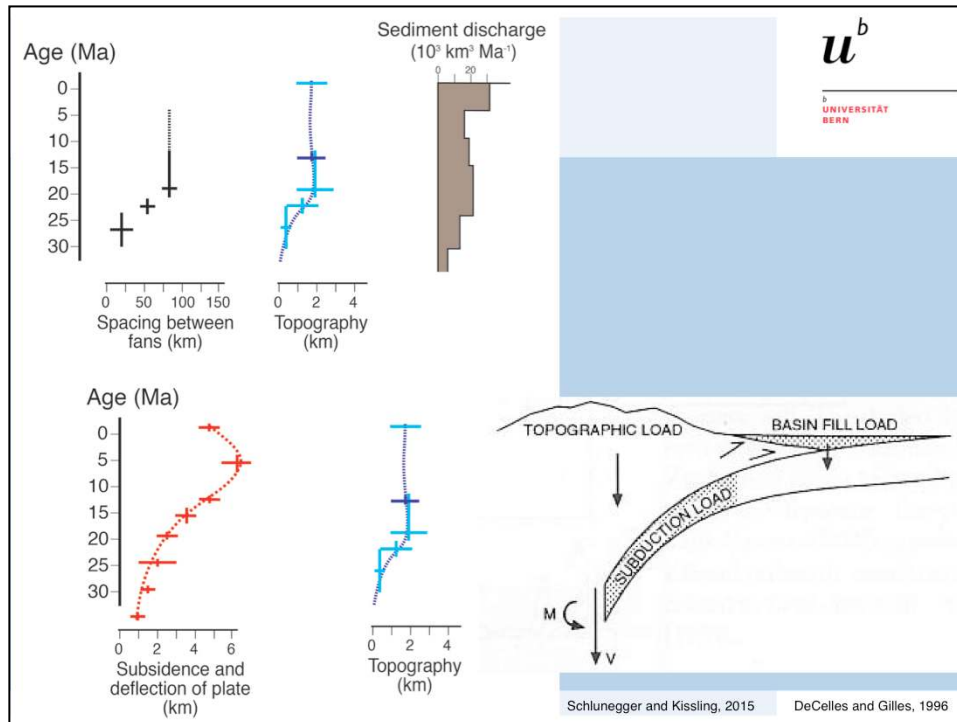 Age (Ma)
0
5
10
15
20
25
30
0 50 100 150
Spacing between
fans (km)
0 2 4
Topography
(km)
Sediment discharge
(10³ km³ Ma⁻¹)
0 20
u^b
b
UNIVERSITÄT
BERN
Age (Ma)
0
5
10
15
20
25
30
0 2 4 6
Subsidence and
deflection of plate
(km)
0 2 4
Topography
(km)
TOPOGRAPHIC LOAD
BASIN FILL LOAD
SUBDUCTION LOAD
M
V
Schlunegger and Kissling, 2015
DeCelles and Gilles, 1996